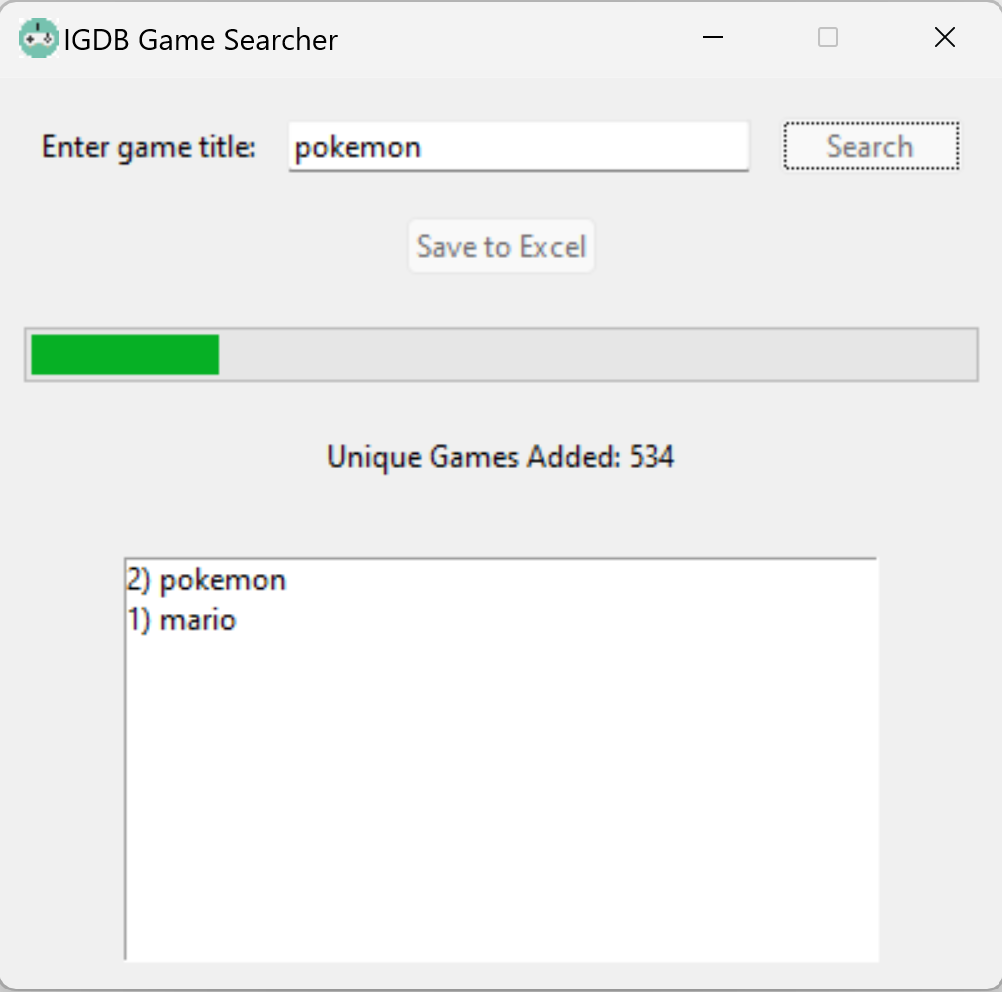 IGDB Game Searcher
Enter game title: pokemon Search
Save to Excel
Unique Games Added: 534
2) pokemon
1) mario